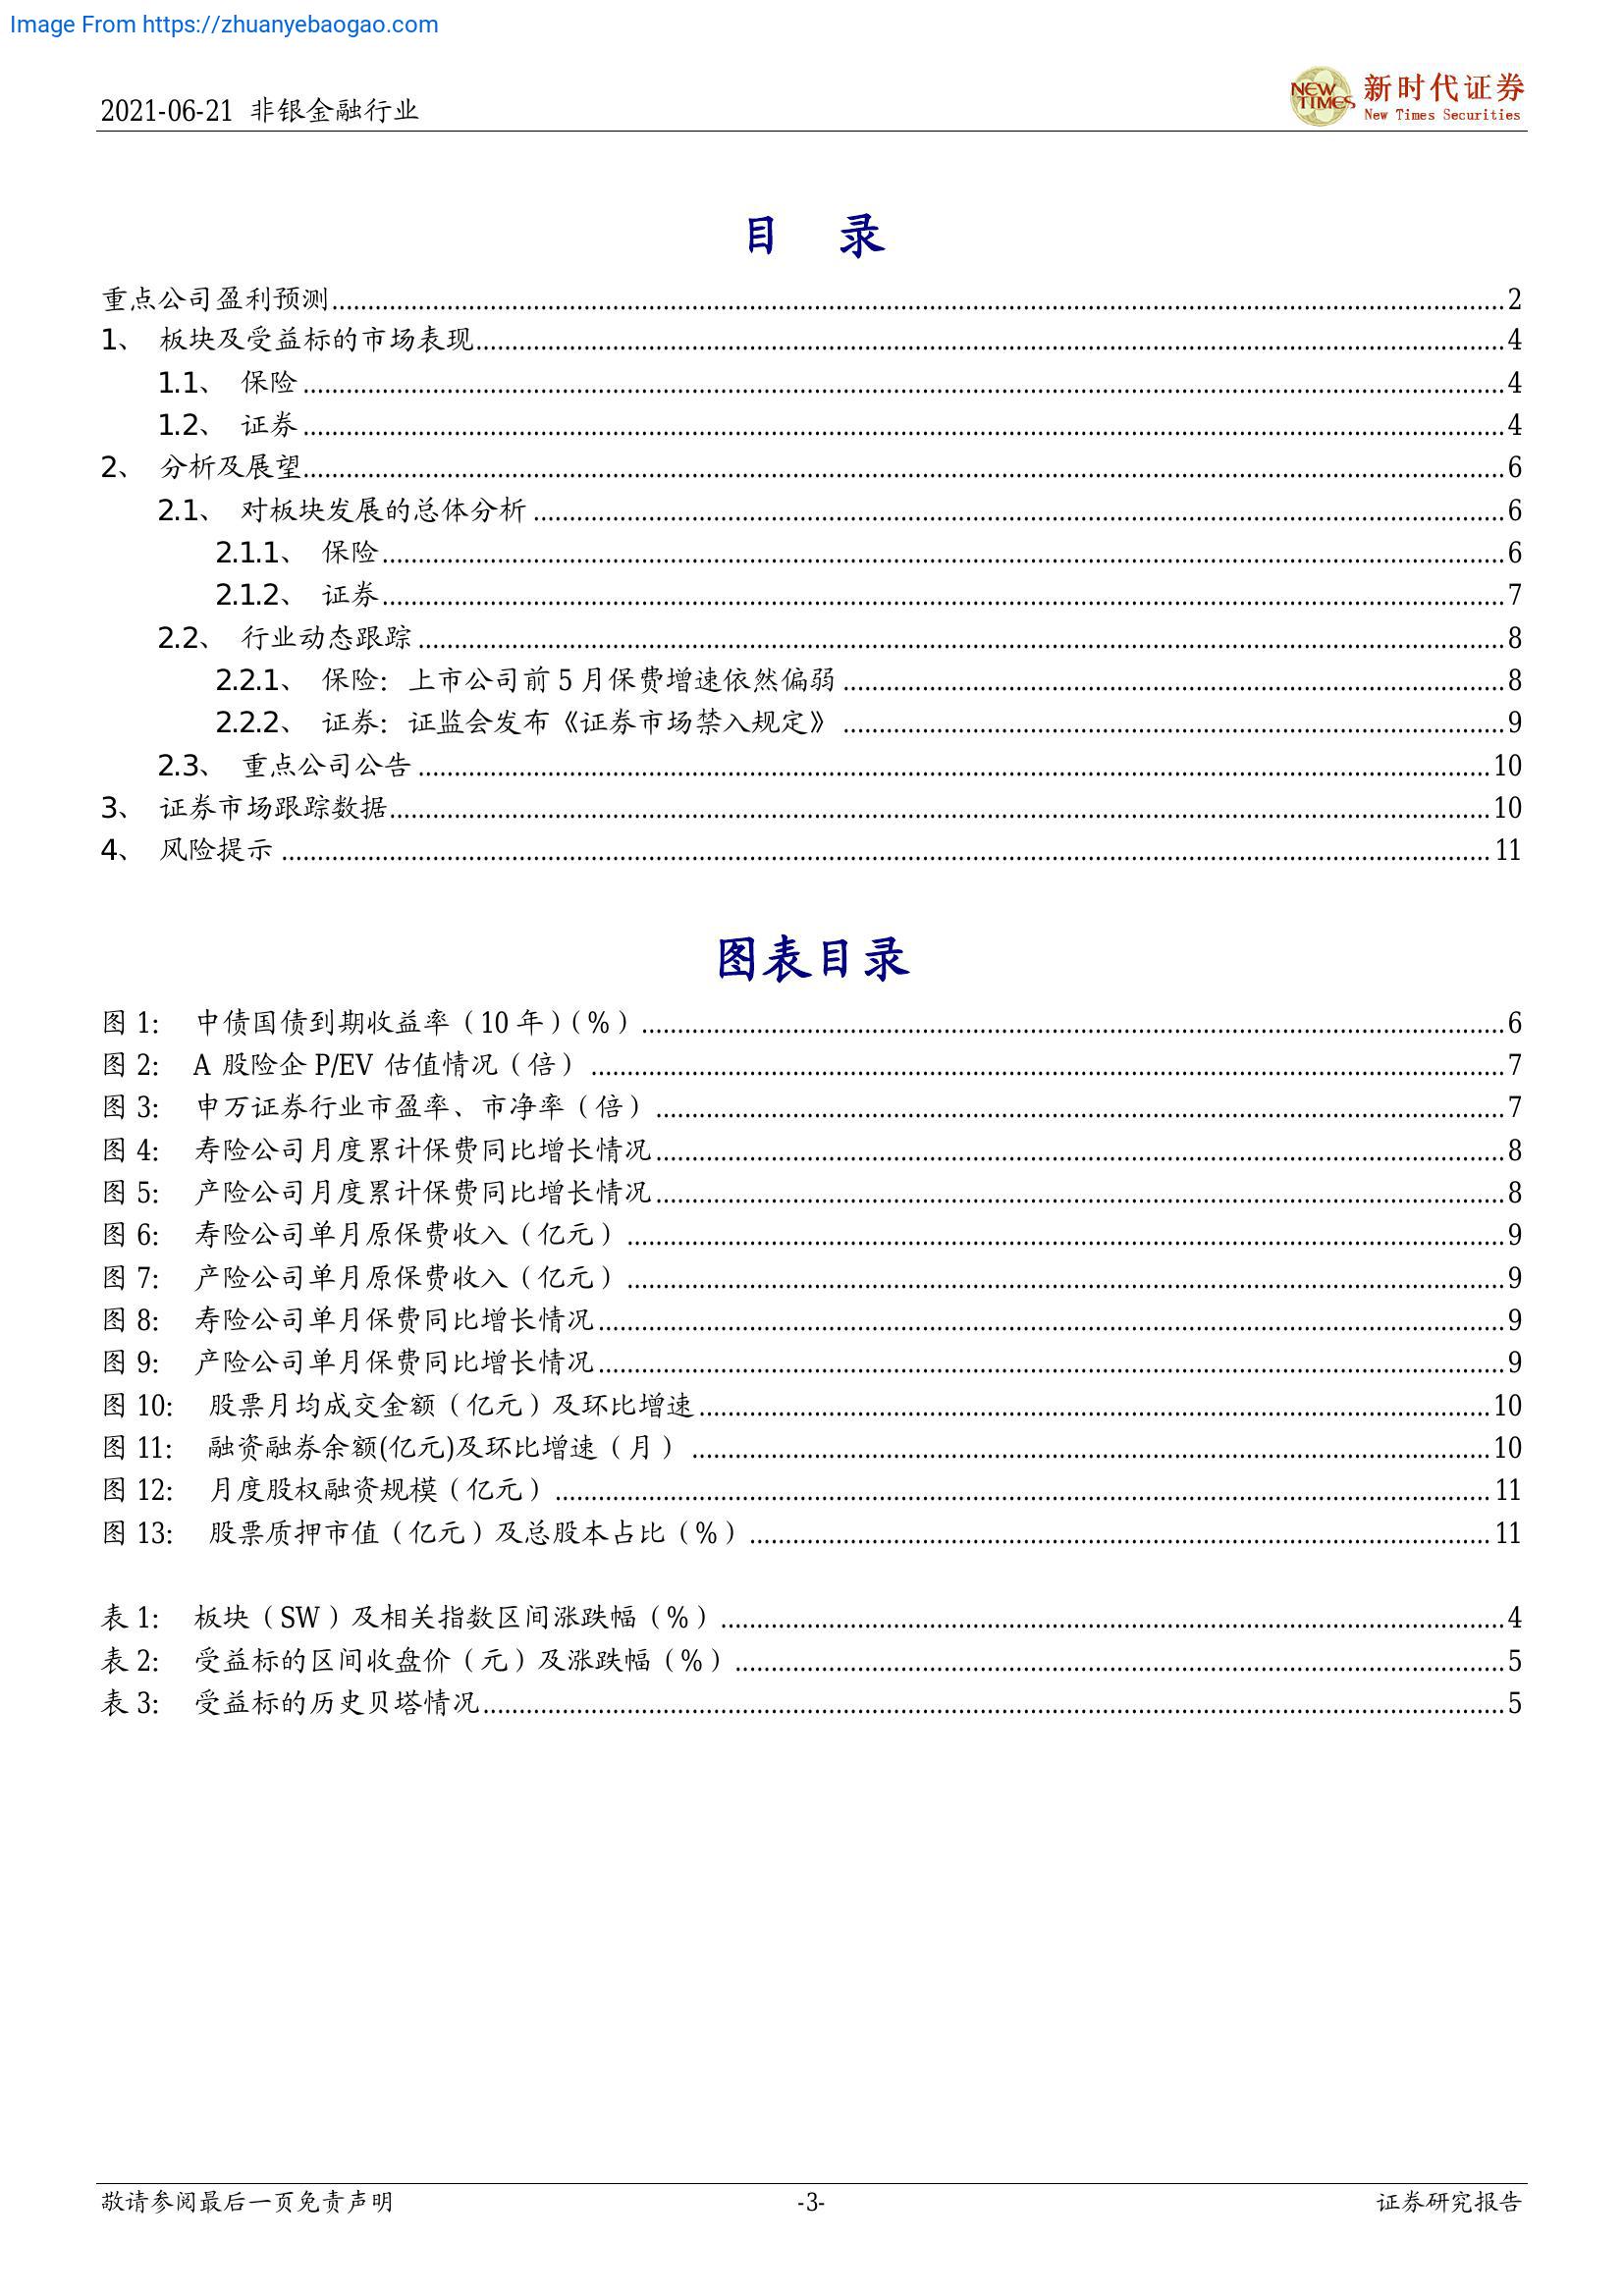 Image From https://zhuanyebaogao.com
2021-06-21 非银金融行业
NEW TIMES 新时代证券
New Times Securities
目 录
重点公司盈利预测 2
1、 板块及受益标的市场表现 4
1.1、 保险 4
1.2、 证券 4
2、 分析及展望 6
2.1、 对板块发展的总体分析 6
2.1.1、 保险 6
2.1.2、 证券 7
2.2、 行业动态跟踪 8
2.2.1、 保险：上市公司前 5 月保费增速依然偏弱 8
2.2.2、 证券：证监会发布《证券市场禁入规定》 9
2.3、 重点公司公告 10
3、 证券市场跟踪数据 10
4、 风险提示 11
图表目录
图 1: 中债国债到期收益率（10 年）(%） 6
图 2: A 股险企 P/EV 估值情况（倍） 7
图 3: 申万证券行业市盈率、市净率（倍） 7
图 4: 寿险公司月度累计保费同比增长情况 8
图 5: 产险公司月度累计保费同比增长情况 8
图 6: 寿险公司单月原保费收入（亿元） 9
图 7: 产险公司单月原保费收入（亿元） 9
图 8: 寿险公司单月保费同比增长情况 9
图 9: 产险公司单月保费同比增长情况 9
图 10: 股票月均成交金额（亿元）及环比增速 10
图 11: 融资融券余额(亿元)及环比增速（月） 10
图 12: 月度股权融资规模（亿元） 11
图 13: 股票质押市值（亿元）及总股本占比（%） 11
表 1: 板块（SW）及相关指数区间涨跌幅（%） 4
表 2: 受益标的区间收盘价（元）及涨跌幅（%） 5
表 3: 受益标的历史贝塔情况 5
敬请参阅最后一页免责声明 -3- 证券研究报告